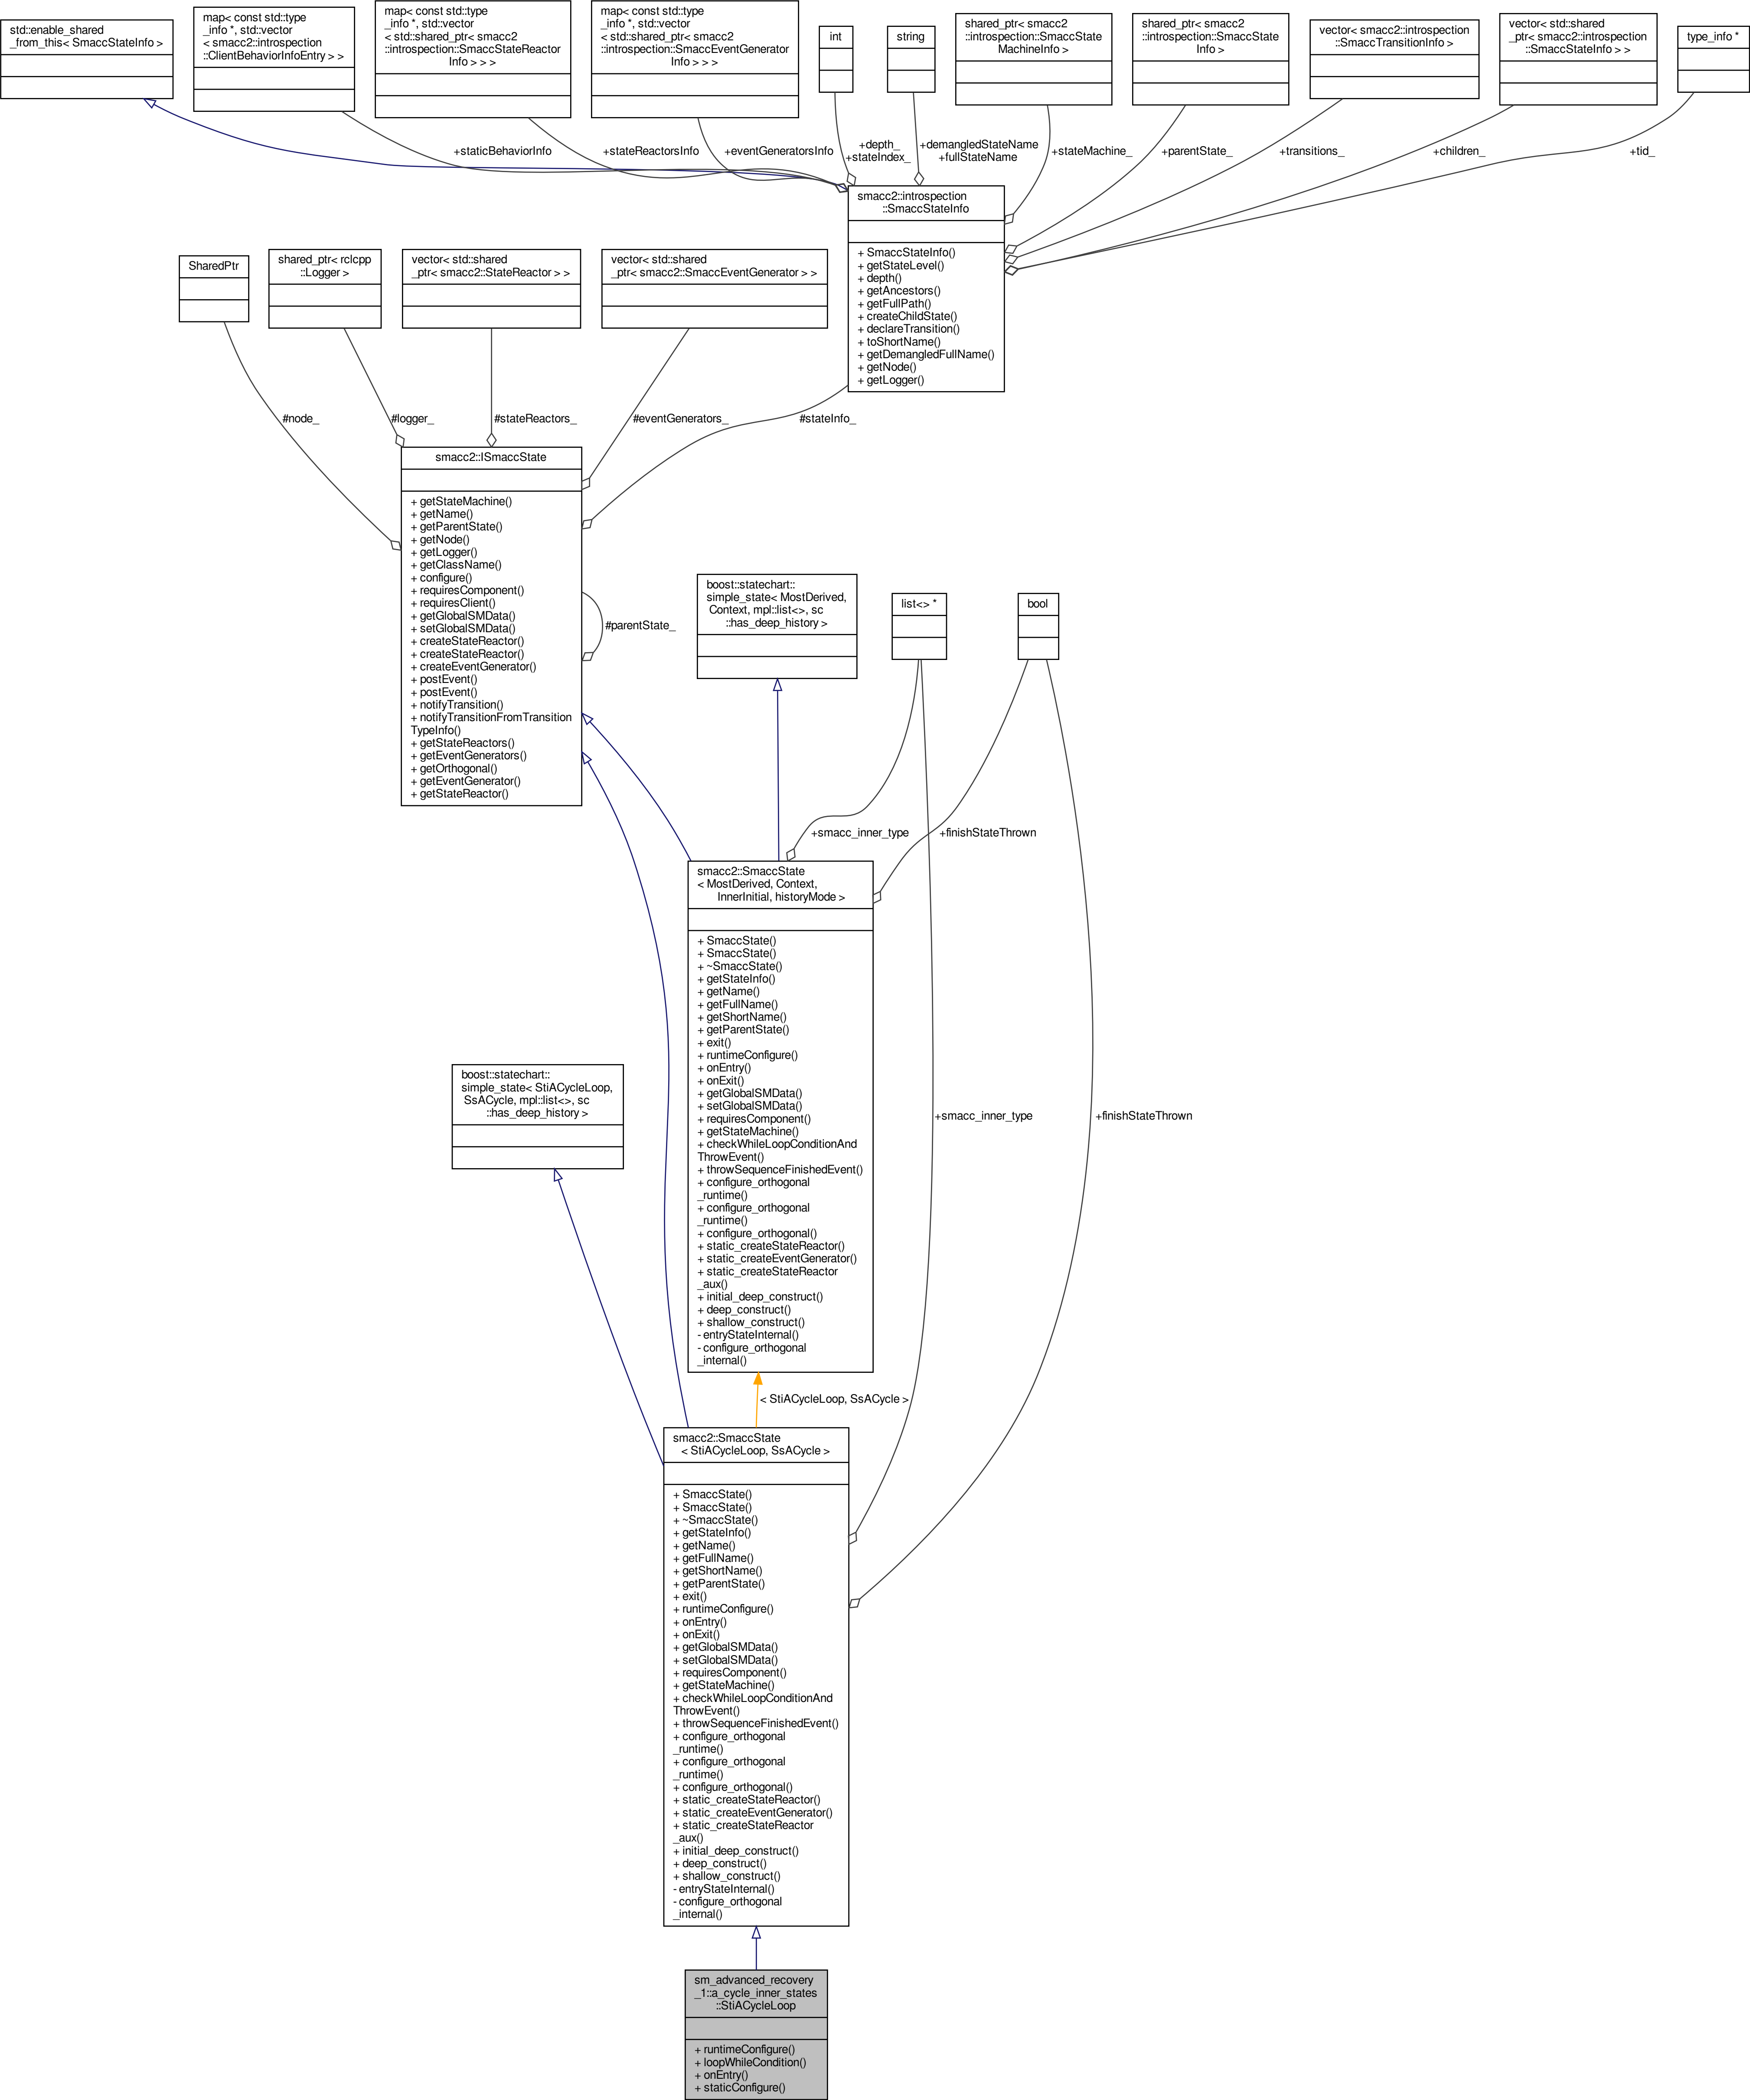 std::enable_shared
_from_this< SmaccStateInfo >
map< const std::type
_info *, std::vector
< smacc2::introspection
::ClientBehaviorInfoEntry > >
map< const std::type
_info *, std::vector
< std::shared_ptr< smacc2
::introspection::SmaccStateReactor
Info > > >
map< const std::type
_info *, std::vector
< std::shared_ptr< smacc2
::introspection::SmaccEventGenerator
Info > > >
int
string
shared_ptr< smacc2
::introspection::SmaccState
MachineInfo >
shared_ptr< smacc2
::introspection::SmaccState
Info >
vector< smacc2::introspection
::SmaccTransitionInfo >
vector< std::shared
_ptr< smacc2::introspection
::SmaccStateInfo > >
type_info *
+staticBehaviorInfo
+stateReactorsInfo
+eventGeneratorsInfo
+depth_
+stateIndex_
+demangledStateName
+fullStateName
+stateMachine_
+parentState_
+transitions_
+children_
+tid_
smacc2::introspection
::SmaccStateInfo
+ SmaccStateInfo()
+ getStateLevel()
+ depth()
+ getAncestors()
+ getFullPath()
+ createChildState()
+ declareTransition()
+ toShortName()
+ getDemangledFullName()
+ getNode()
+ getLogger()
SharedPtr
shared_ptr< rclcpp
::Logger >
vector< std::shared
_ptr< smacc2::StateReactor > >
vector< std::shared
_ptr< smacc2::SmaccEventGenerator > >
#node_
#logger_
#stateReactors_
#eventGenerators_
#stateInfo_
smacc2::ISmaccState
+ getStateMachine()
+ getName()
+ getParentState()
+ getNode()
+ getLogger()
+ getClassName()
+ configure()
+ requiresComponent()
+ requiresClient()
+ getGlobalSMData()
+ setGlobalSMData()
+ createStateReactor()
+ createStateReactor()
+ createEventGenerator()
+ postEvent()
+ postEvent()
+ notifyTransition()
+ notifyTransitionFromTransition
TypeInfo()
+ getStateReactors()
+ getEventGenerators()
+ getOrthogonal()
+ getEventGenerator()
+ getStateReactor()
#parentState_
boost::statechart::
simple_state< MostDerived,
Context, mpl::list<>, sc
::has_deep_history >
list<> *
bool
+smacc_inner_type
+finishStateThrown
smacc2::SmaccState
< MostDerived, Context,
InnerInitial, historyMode >
+ SmaccState()
+ SmaccState()
+ ~SmaccState()
+ getStateInfo()
+ getName()
+ getFullName()
+ getShortName()
+ getParentState()
+ exit()
+ runtimeConfigure()
+ onEntry()
+ onExit()
+ getGlobalSMData()
+ setGlobalSMData()
+ requiresComponent()
+ getStateMachine()
+ checkWhileLoopConditionAnd
ThrowEvent()
+ throwSequenceFinishedEvent()
+ configure_orthogonal
_runtime()
+ configure_orthogonal
_runtime()
+ configure_orthogonal()
+ static_createStateReactor()
+ static_createEventGenerator()
+ static_createStateReactor
_aux()
+ initial_deep_construct()
+ deep_construct()
+ shallow_construct()
- entryStateInternal()
- configure_orthogonal
_internal()
boost::statechart::
simple_state< StiACycleLoop,
SsACycle, mpl::list<>, sc
::has_deep_history >
+smacc_inner_type
+finishStateThrown
< StiACycleLoop, SsACycle >
smacc2::SmaccState
< StiACycleLoop, SsACycle >
+ SmaccState()
+ SmaccState()
+ ~SmaccState()
+ getStateInfo()
+ getName()
+ getFullName()
+ getShortName()
+ getParentState()
+ exit()
+ runtimeConfigure()
+ onEntry()
+ onExit()
+ getGlobalSMData()
+ setGlobalSMData()
+ requiresComponent()
+ getStateMachine()
+ checkWhileLoopConditionAnd
ThrowEvent()
+ throwSequenceFinishedEvent()
+ configure_orthogonal
_runtime()
+ configure_orthogonal
_runtime()
+ configure_orthogonal()
+ static_createStateReactor()
+ static_createEventGenerator()
+ static_createStateReactor
_aux()
+ initial_deep_construct()
+ deep_construct()
+ shallow_construct()
- entryStateInternal()
- configure_orthogonal
_internal()
sm_advanced_recovery
_1::a_cycle_inner_states
::StiACycleLoop
+ runtimeConfigure()
+ loopWhileCondition()
+ onEntry()
+ staticConfigure()